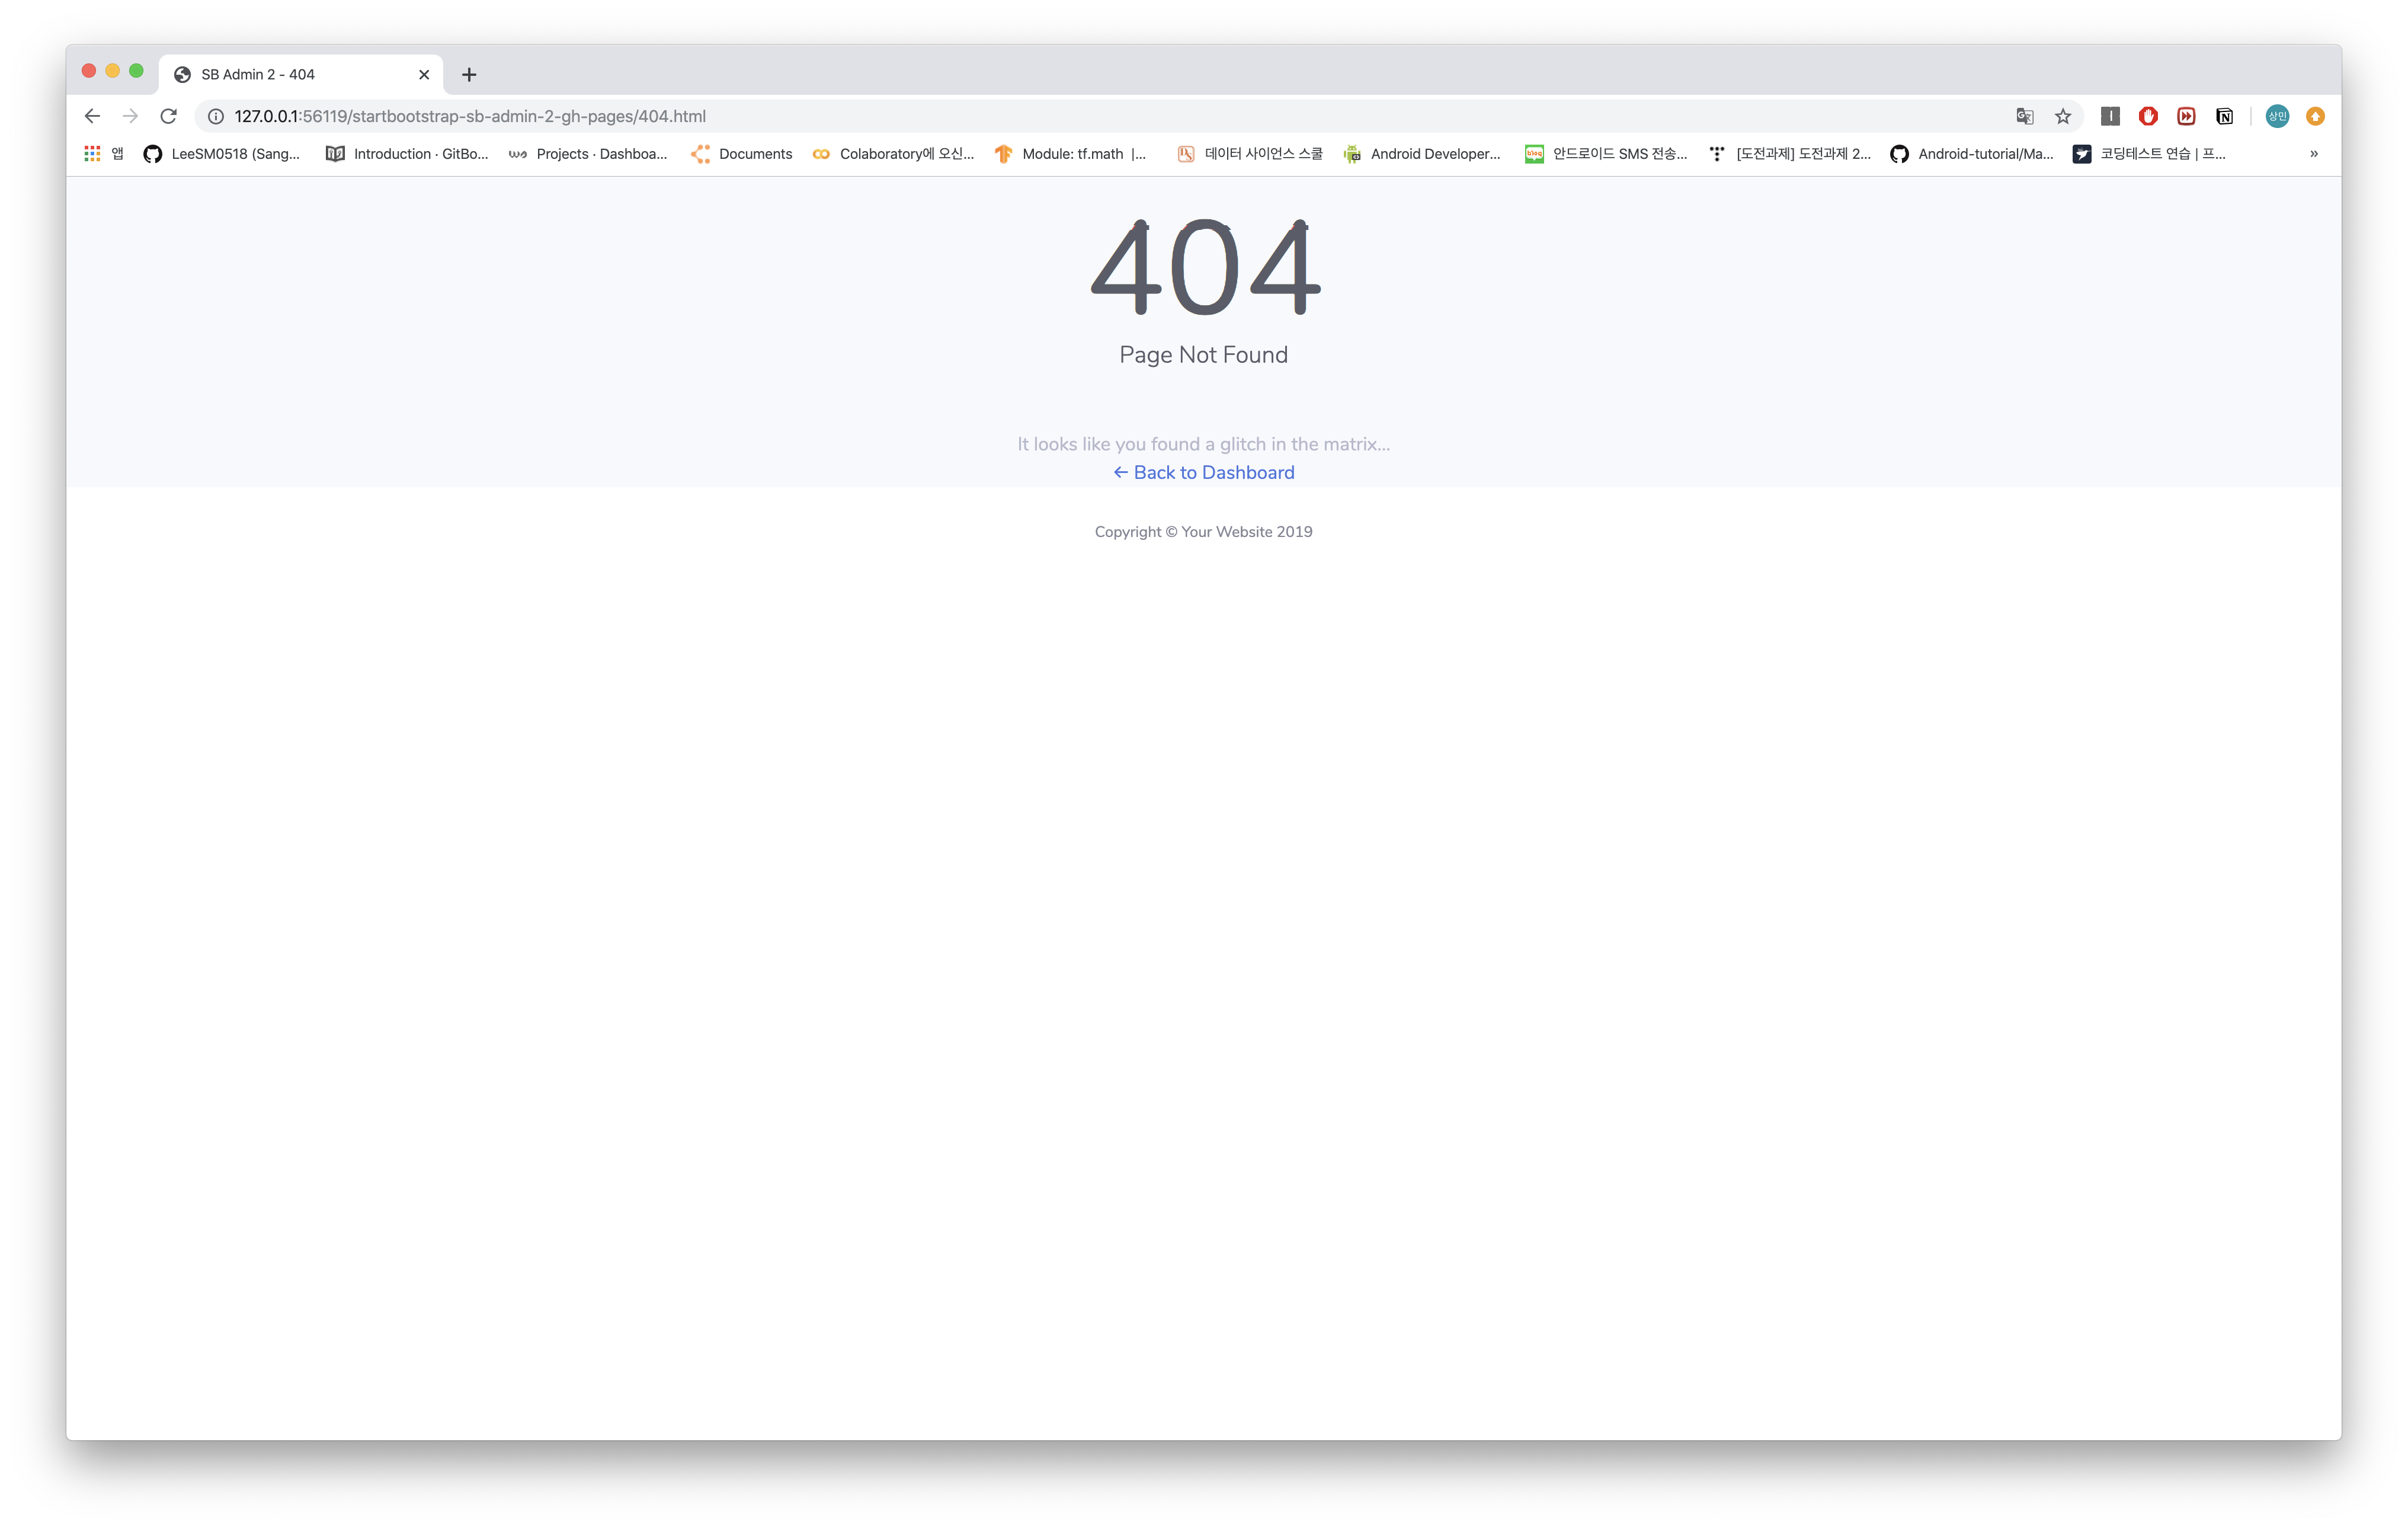 SB Admin 2 - 404
127.0.0.1:56119/startbootstrap-sb-admin-2-gh-pages/404.html
상민
앱 LeeSM0518 (Sang... Introduction · GitBo... Projects · Dashboa... Documents Colaboratory에 오신... Module: tf.math |... 데이터 사이언스 스쿨 Android Developer... 안드로이드 SMS 전송... [도전과제] 도전과제 2... Android-tutorial/Ma... 코딩테스트 연습 | 프... »
404
Page Not Found
It looks like you found a glitch in the matrix...
← Back to Dashboard
Copyright © Your Website 2019